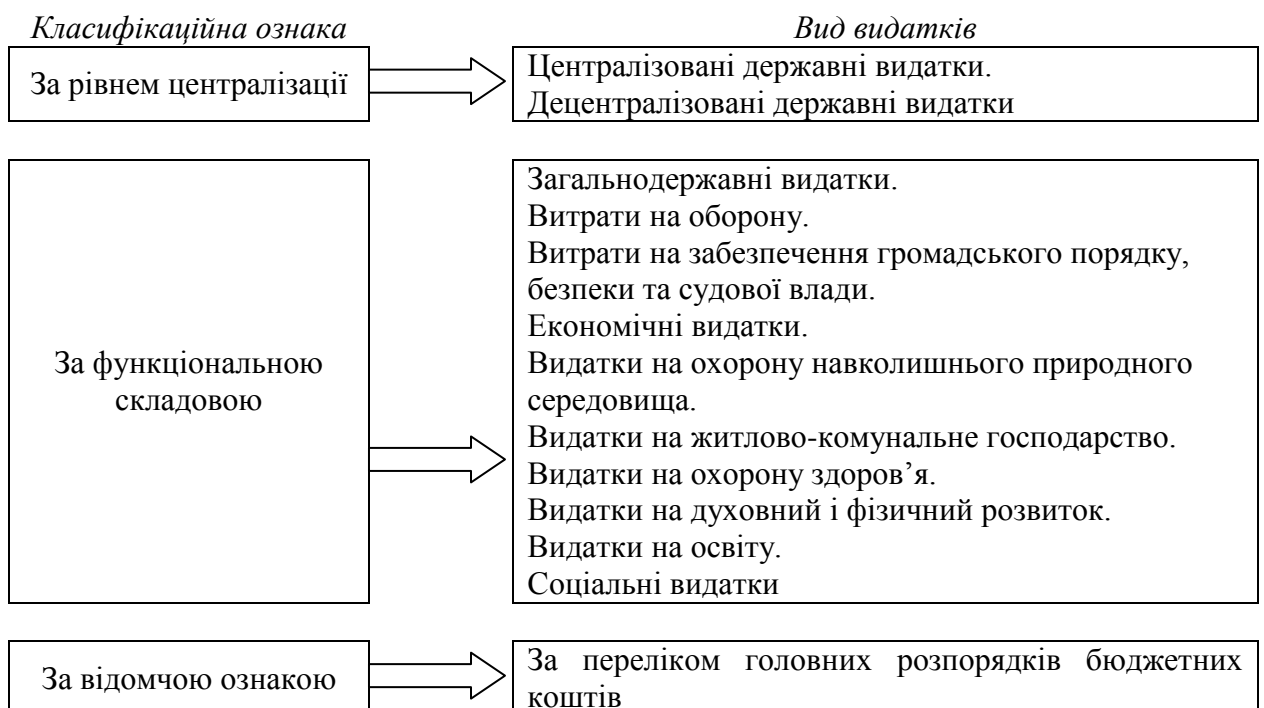 Класифікаційна ознака
Вид видатків
За рівнем централізації
Централізовані державні видатки.
Децентралізовані державні видатки
За функціональною
складовою
Загальнодержавні видатки.
Витрати на оборону.
Витрати на забезпечення громадського порядку,
безпеки та судової влади.
Економічні видатки.
Видатки на охорону навколишнього природного
середовища.
Видатки на житлово-комунальне господарство.
Видатки на охорону здоров’я.
Видатки на духовний і фізичний розвиток.
Видатки на освіту.
Соціальні видатки
За відомчою ознакою
За переліком головних розпорядків бюджетних
коштів